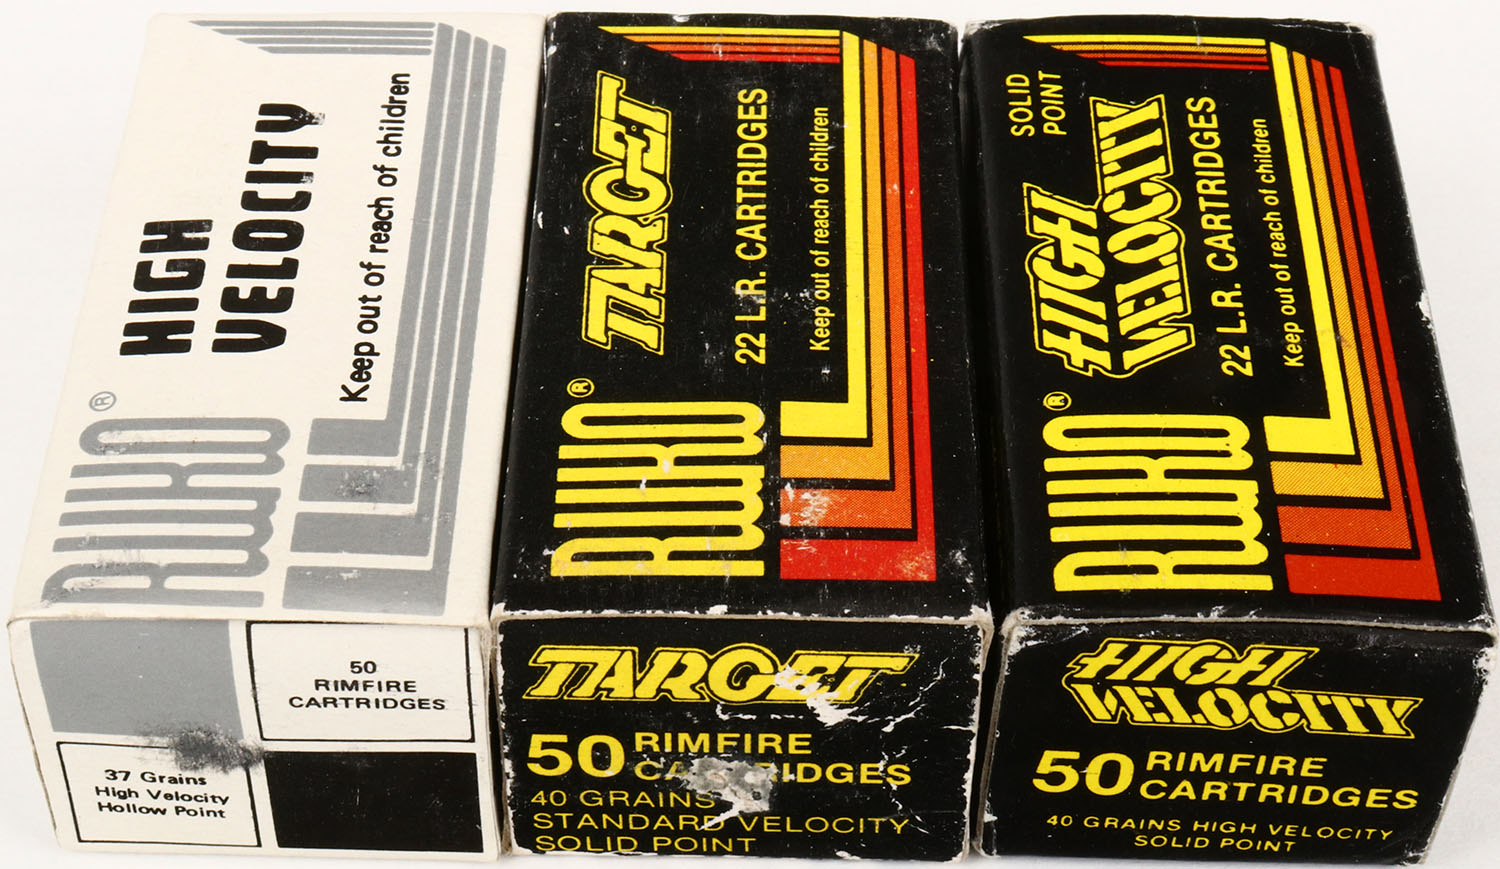 RUKO®
HIGH
VELOCITY
Keep out of reach of children
50
RIMFIRE
CARTRIDGES
37 Grains
High Velocity
Hollow Point
RUKO®
TARGET
22 L.R. CARTRIDGES
Keep out of reach of children
TARGET
50 RIMFIRE
CARTRIDGES
40 GRAINS
STANDARD VELOCITY
SOLID POINT
RUKO®
HIGH
VELOCITY
SOLID
POINT
22 L.R. CARTRIDGES
Keep out of reach of children
HIGH
VELOCITY
50 RIMFIRE
CARTRIDGES
40 GRAINS HIGH VELOCITY
SOLID POINT